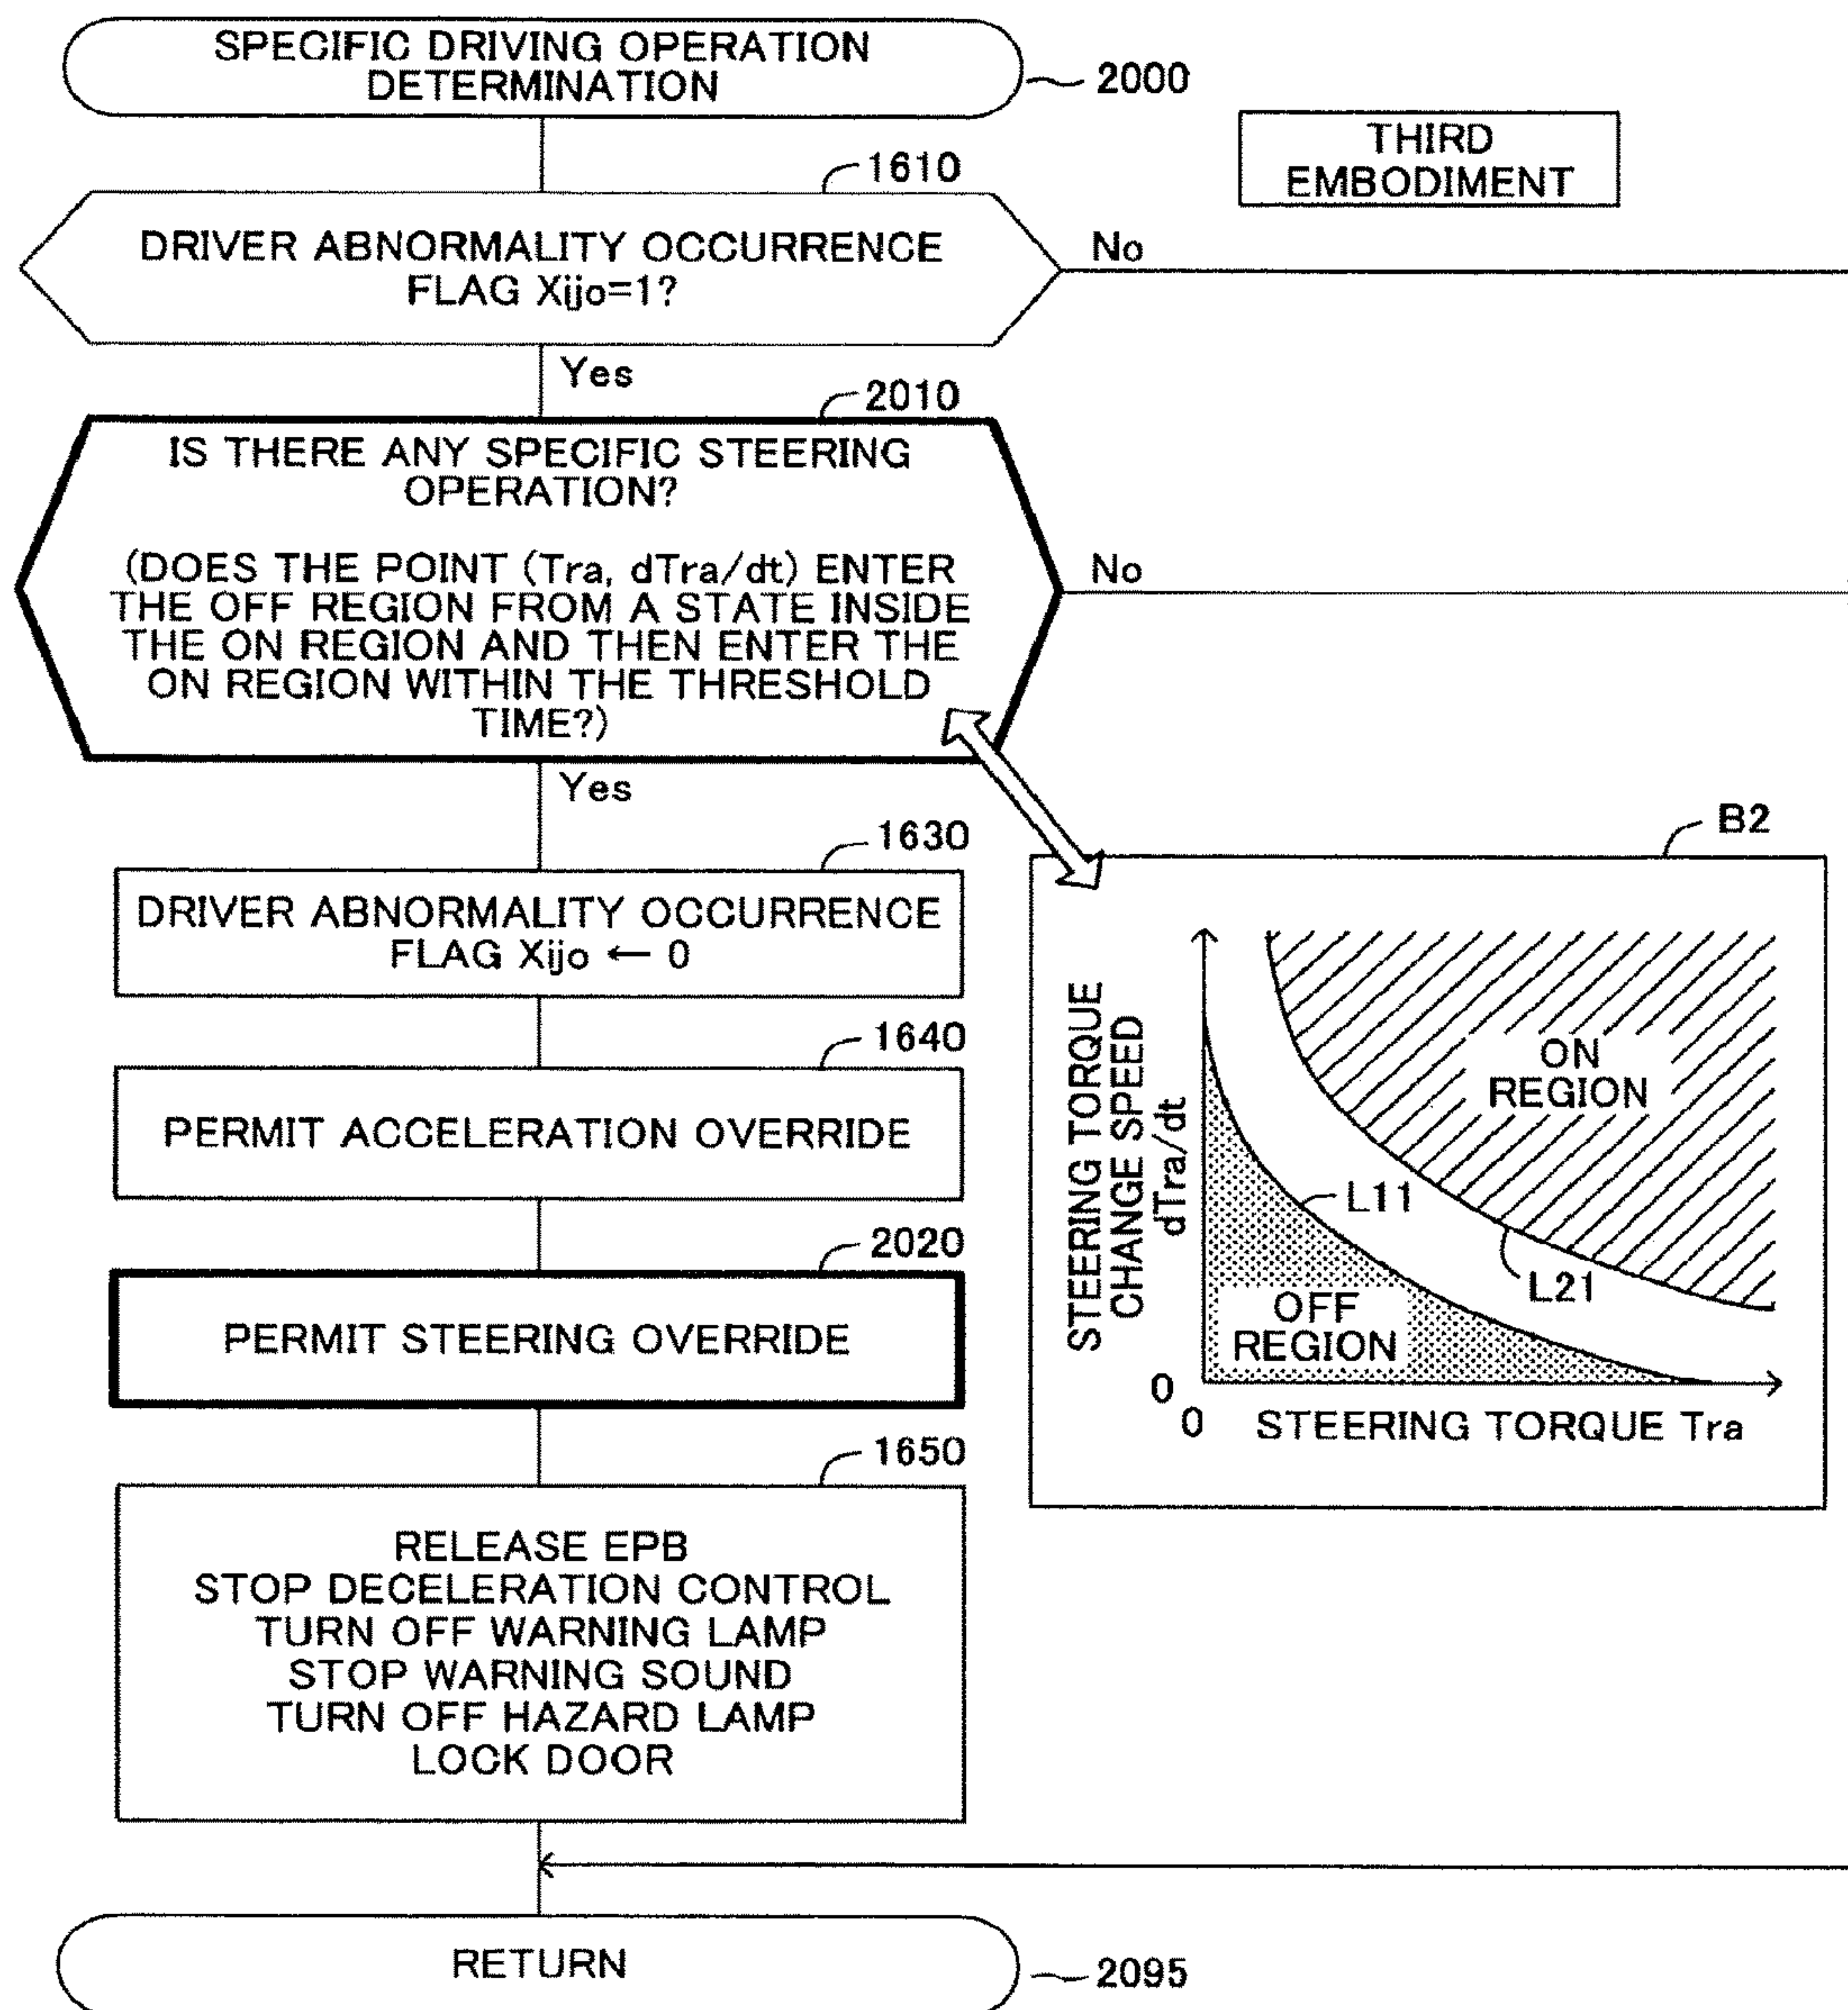 SPECIFIC DRIVING OPERATION
DETERMINATION
2000
THIRD
EMBODIMENT
1610
DRIVER ABNORMALITY OCCURRENCE
FLAG Xijo=1?
No
Yes
2010
IS THERE ANY SPECIFIC STEERING
OPERATION?
(DOES THE POINT (Tra, dTra/dt) ENTER
THE OFF REGION FROM A STATE INSIDE
THE ON REGION AND THEN ENTER THE
ON REGION WITHIN THE THRESHOLD
TIME?)
No
Yes
1630
DRIVER ABNORMALITY OCCURRENCE
FLAG Xijo ← 0
1640
PERMIT ACCELERATION OVERRIDE
2020
PERMIT STEERING OVERRIDE
1650
RELEASE EPB
STOP DECELERATION CONTROL
TURN OFF WARNING LAMP
STOP WARNING SOUND
TURN OFF HAZARD LAMP
LOCK DOOR
RETURN
2095
B2
STEERING TORQUE
CHANGE SPEED
dTra/dt
ON
REGION
L11
L21
OFF
REGION
0
0
STEERING TORQUE Tra